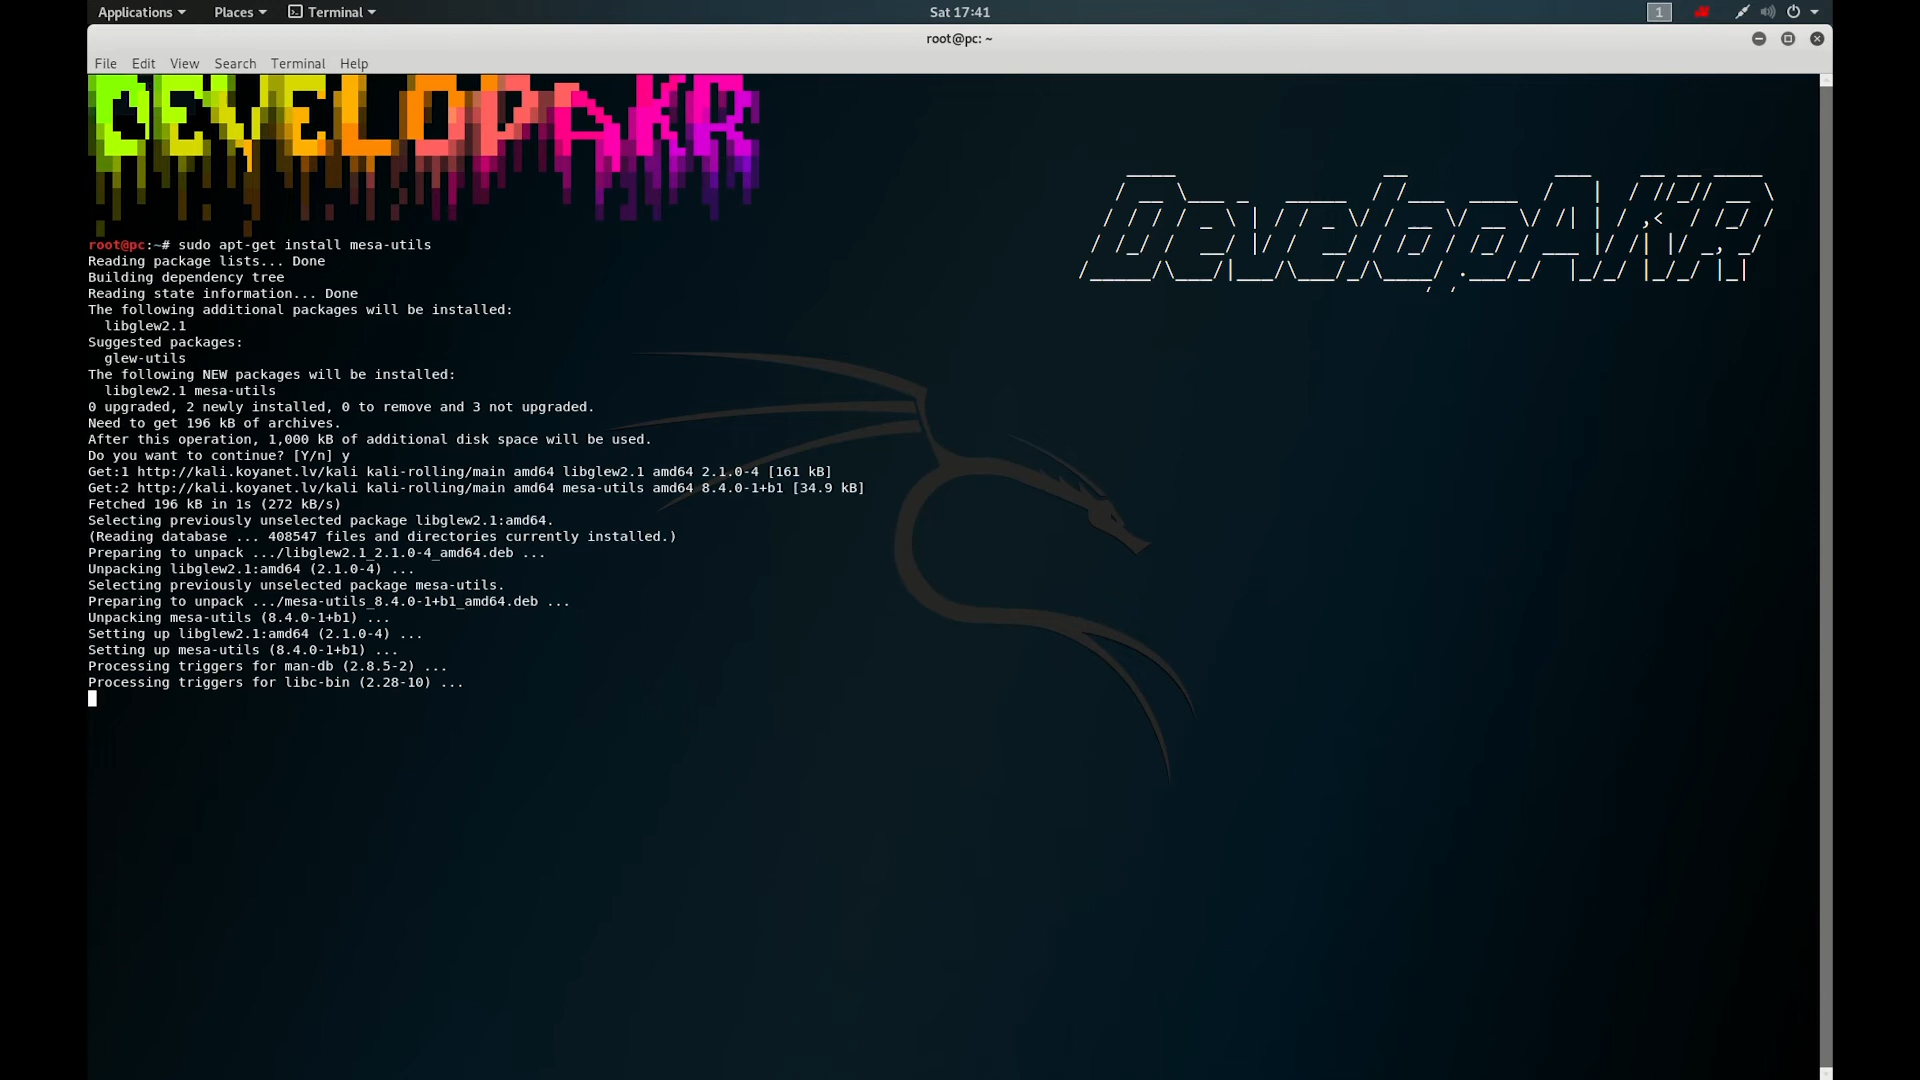 Applications Places Terminal Sat 17:41 1
root@pc: ~
File Edit View Search Terminal Help
DEVELOPAKR
DevelopAKR
root@pc:~# sudo apt-get install mesa-utils
Reading package lists... Done
Building dependency tree
Reading state information... Done
The following additional packages will be installed:
libglew2.1
Suggested packages:
glew-utils
The following NEW packages will be installed:
libglew2.1 mesa-utils
0 upgraded, 2 newly installed, 0 to remove and 3 not upgraded.
Need to get 196 kB of archives.
After this operation, 1,000 kB of additional disk space will be used.
Do you want to continue? [Y/n] y
Get:1 http://kali.koyanet.lv/kali kali-rolling/main amd64 libglew2.1 amd64 2.1.0-4 [161 kB]
Get:2 http://kali.koyanet.lv/kali kali-rolling/main amd64 mesa-utils amd64 8.4.0-1+b1 [34.9 kB]
Fetched 196 kB in 1s (272 kB/s)
Selecting previously unselected package libglew2.1:amd64.
(Reading database ... 408547 files and directories currently installed.)
Preparing to unpack .../libglew2.1_2.1.0-4_amd64.deb ...
Unpacking libglew2.1:amd64 (2.1.0-4) ...
Selecting previously unselected package mesa-utils.
Preparing to unpack .../mesa-utils_8.4.0-1+b1_amd64.deb ...
Unpacking mesa-utils (8.4.0-1+b1) ...
Setting up libglew2.1:amd64 (2.1.0-4) ...
Setting up mesa-utils (8.4.0-1+b1) ...
Processing triggers for man-db (2.8.5-2) ...
Processing triggers for libc-bin (2.28-10) ...